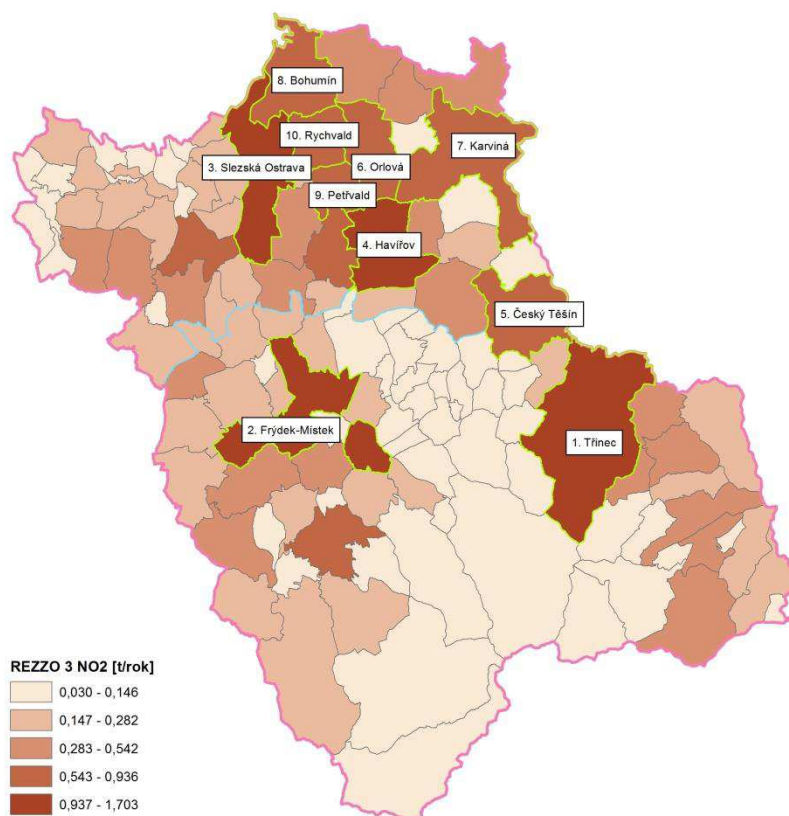 8. Bohumín
10. Rychvald
7. Karviná
3. Slezská Ostrava
6. Orlová
9. Petřvald
4. Havířov
5. Český Těšín
2. Frýdek-Místek
1. Třinec
REZZO 3 NO2 [t/rok]
0,030 - 0,146
0,147 - 0,282
0,283 - 0,542
0,543 - 0,936
0,937 - 1,703